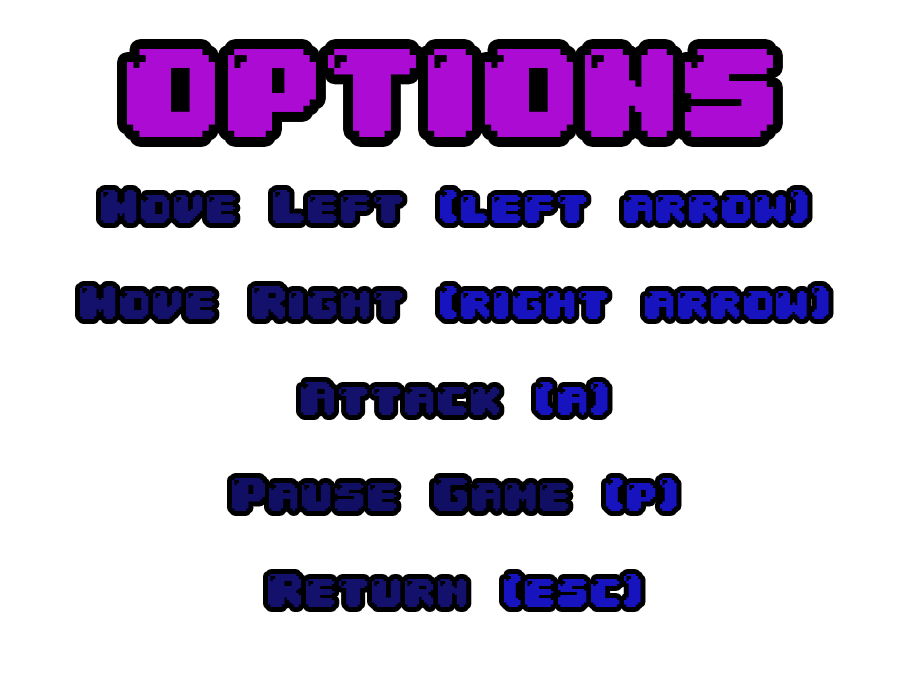 OPTIONS
Move Left (left arrow)
Move Right (right arrow)
Attack (a)
Pause Game (p)
Return (esc)